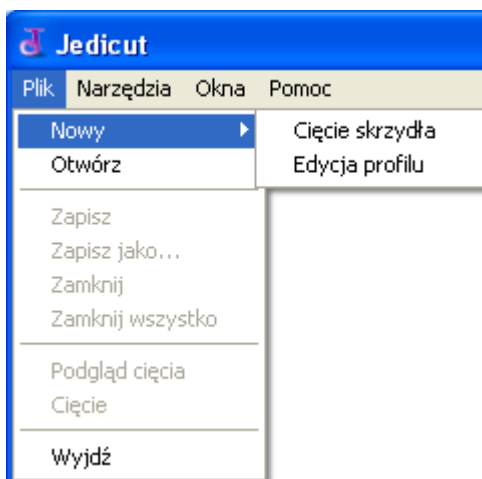 Jedicut
Plik Narzędzia Okna Pomoc
Nowy Cięcie skrzydła
Otwórz Edycja profilu
Zapisz
Zapisz jako...
Zamknij
Zamknij wszystko
Podgląd cięcia
Cięcie
Wyjdź